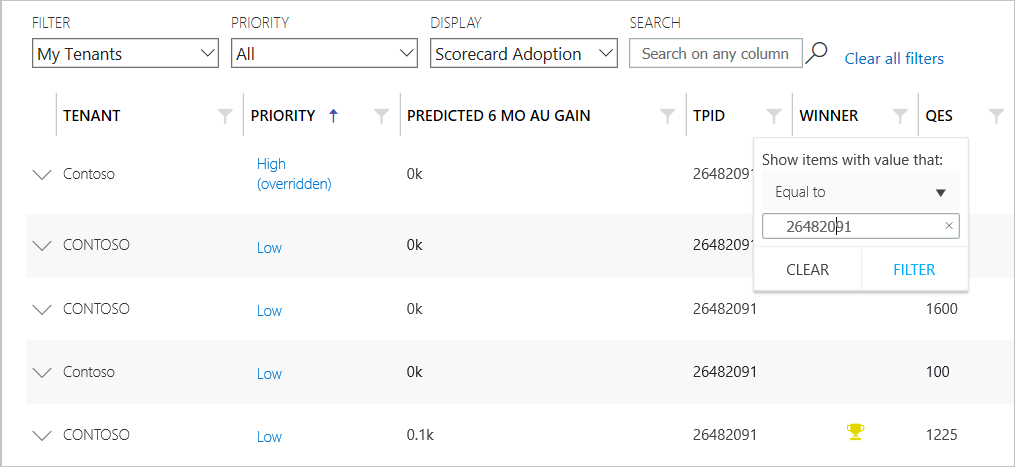 FILTER PRIORITY DISPLAY SEARCH
My Tenants All Scorecard Adoption Search on any column Clear all filters
TENANT PRIORITY PREDICTED 6 MO AU GAIN TPID WINNER QES
Contoso High (overridden) 0k 26482091
CONTOSO Low 0k 26482091
CONTOSO Low 0k 26482091 1600
Contoso Low 0k 26482091 100
CONTOSO Low 0.1k 26482091 1225
Show items with value that:
Equal to
26482091
CLEAR FILTER